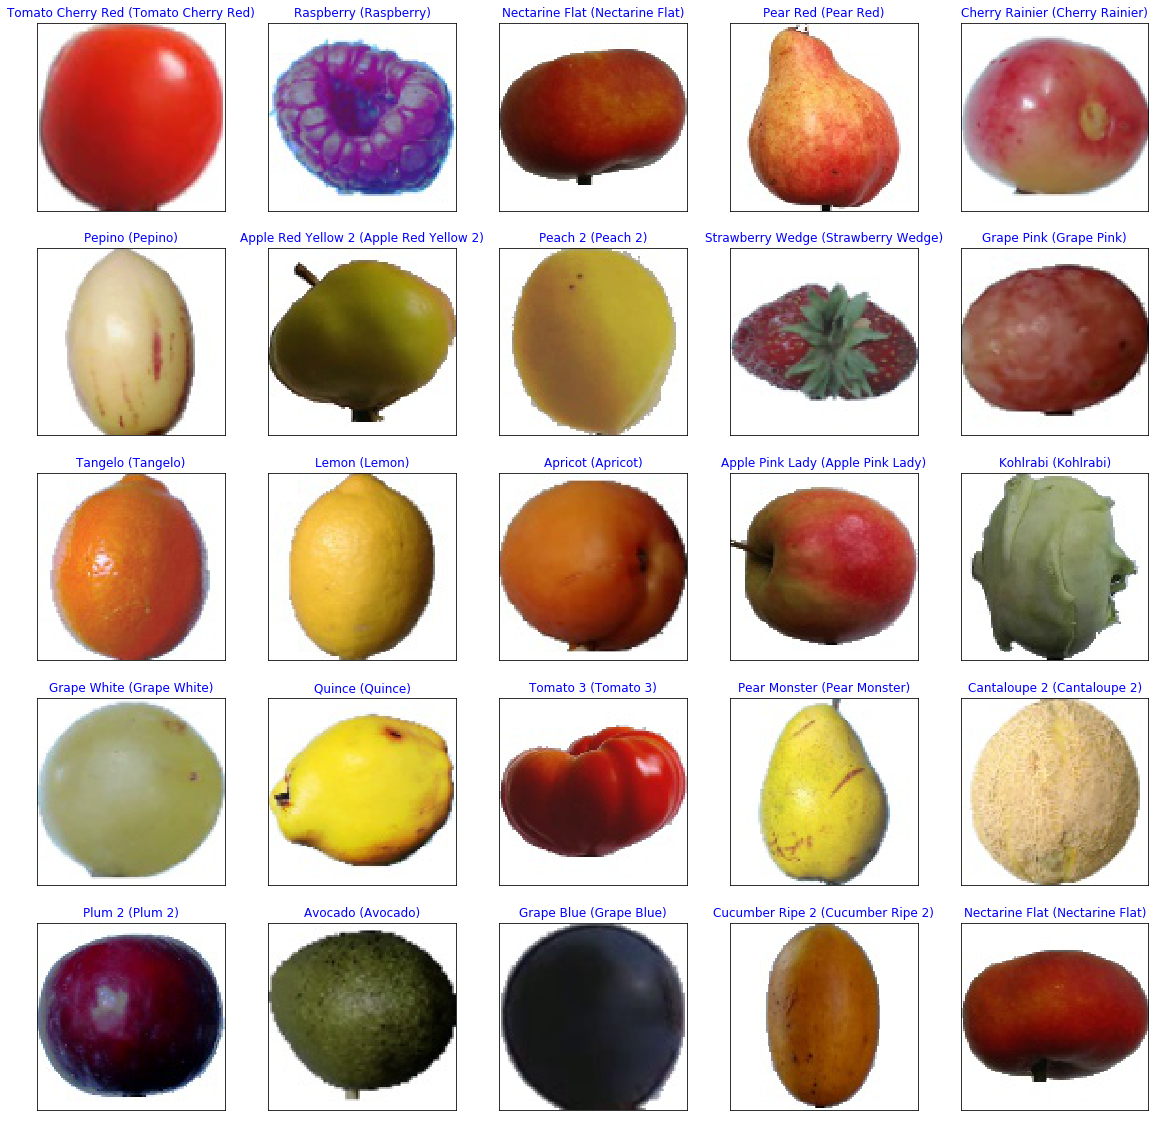 Tomato Cherry Red (Tomato Cherry Red)
Raspberry (Raspberry)
Nectarine Flat (Nectarine Flat)
Pear Red (Pear Red)
Cherry Rainier (Cherry Rainier)
Pepino (Pepino)
Apple Red Yellow 2 (Apple Red Yellow 2)
Peach 2 (Peach 2)
Strawberry Wedge (Strawberry Wedge)
Grape Pink (Grape Pink)
Tangelo (Tangelo)
Lemon (Lemon)
Apricot (Apricot)
Apple Pink Lady (Apple Pink Lady)
Kohlrabi (Kohlrabi)
Grape White (Grape White)
Quince (Quince)
Tomato 3 (Tomato 3)
Pear Monster (Pear Monster)
Cantaloupe 2 (Cantaloupe 2)
Plum 2 (Plum 2)
Avocado (Avocado)
Grape Blue (Grape Blue)
Cucumber Ripe 2 (Cucumber Ripe 2)
Nectarine Flat (Nectarine Flat)